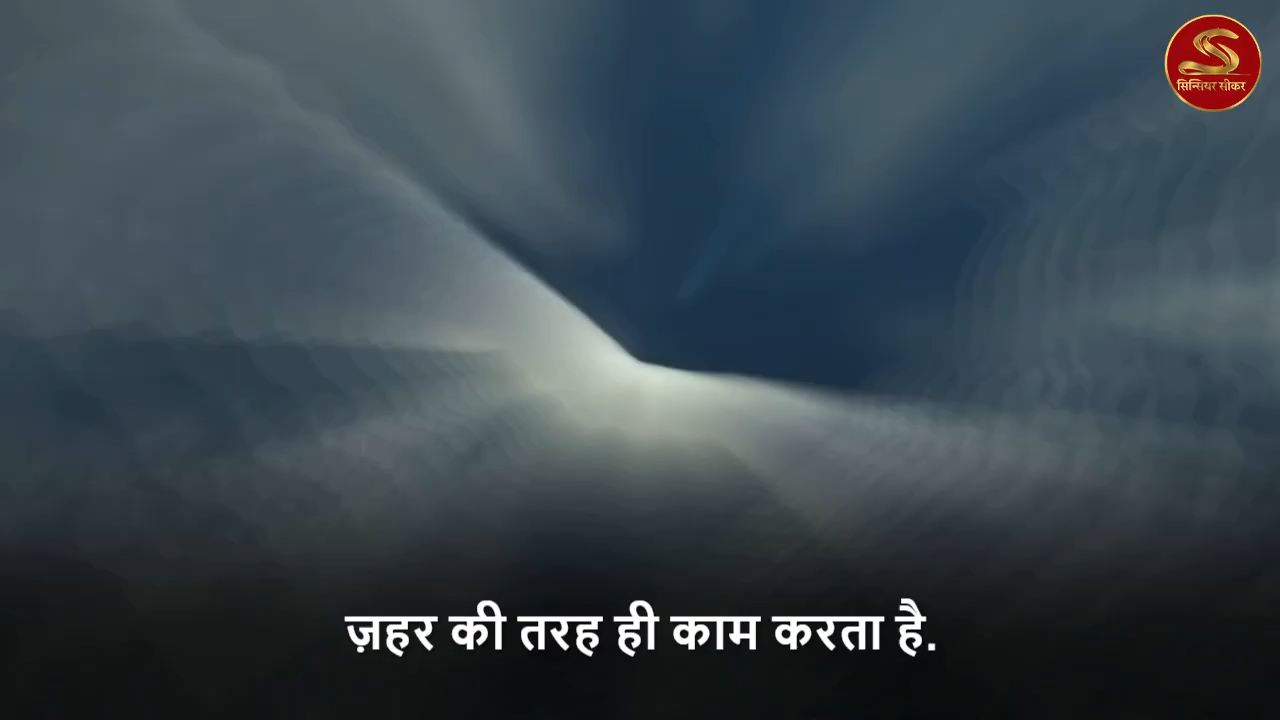 सिन्सियर सीकर
ज़हर की तरह ही काम करता है.